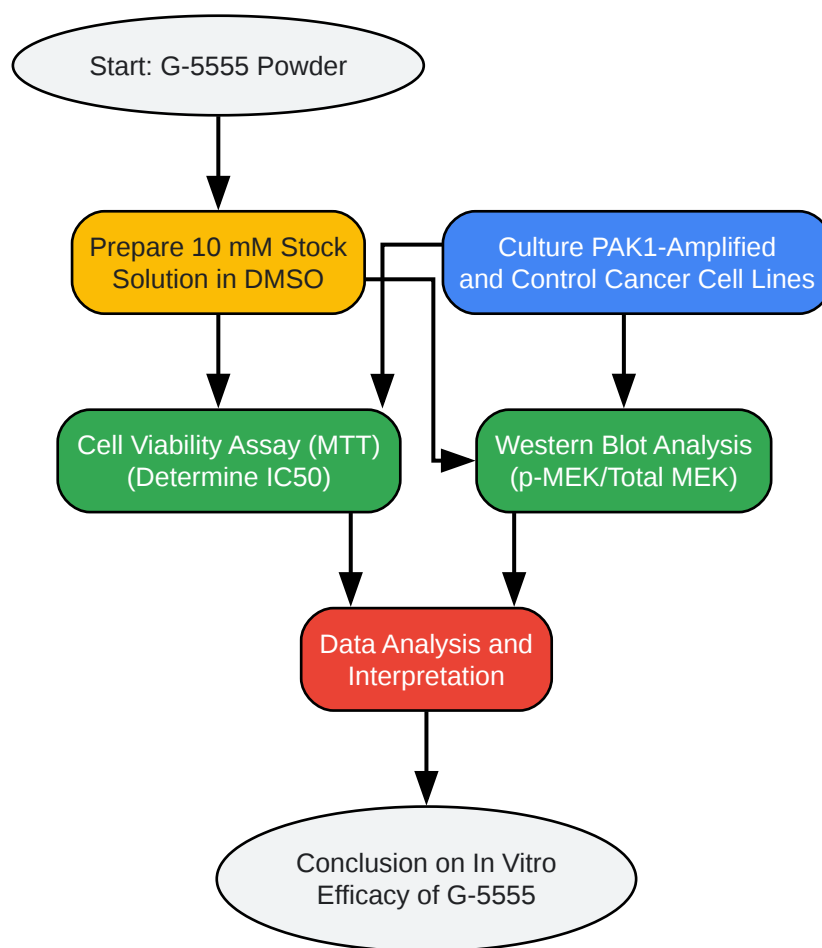 Start: G-5555 Powder
Prepare 10 mM Stock
Solution in DMSO
Culture PAK1-Amplified
and Control Cancer Cell Lines
Cell Viability Assay (MTT)
(Determine IC50)
Western Blot Analysis
(p-MEK/Total MEK)
Data Analysis and
Interpretation
Conclusion on In Vitro
Efficacy of G-5555